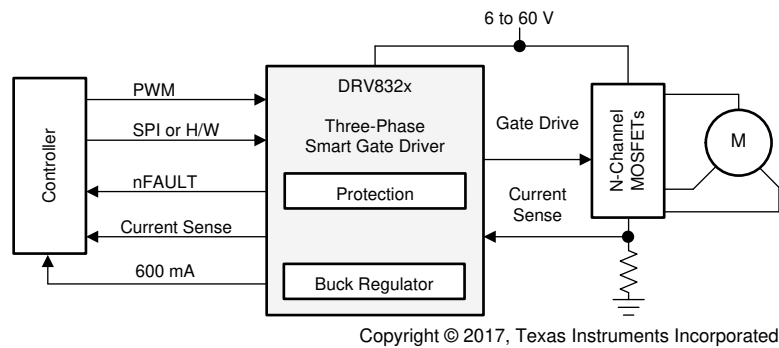 6 to 60 V
DRV832x
Three-Phase
Smart Gate Driver
Protection
Buck Regulator
Controller
PWM
SPI or H/W
nFAULT
Current Sense
600 mA
Gate Drive
Current
Sense
N-Channel
MOSFETs
M
Copyright © 2017, Texas Instruments Incorporated